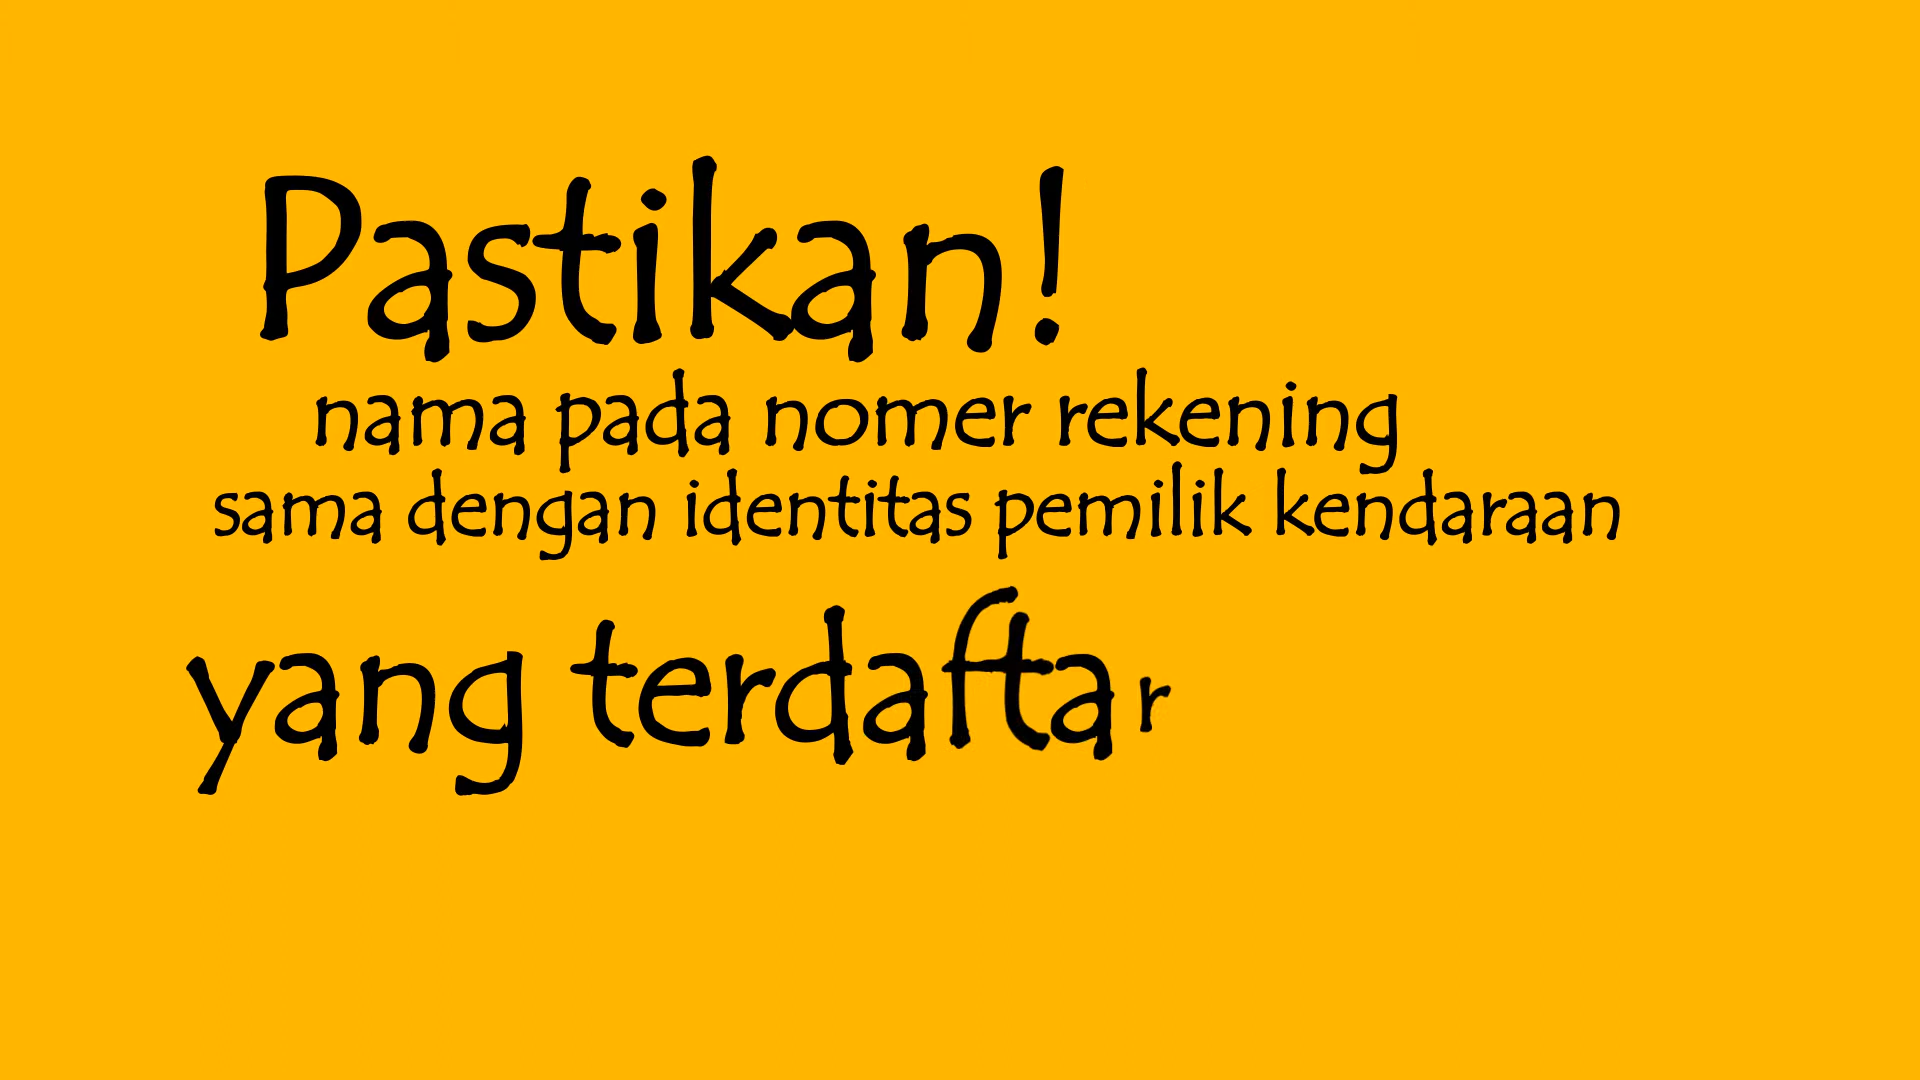 Pastikan!
nama pada nomer rekening
sama dengan identitas pemilik kendaraan
yang terdaftar